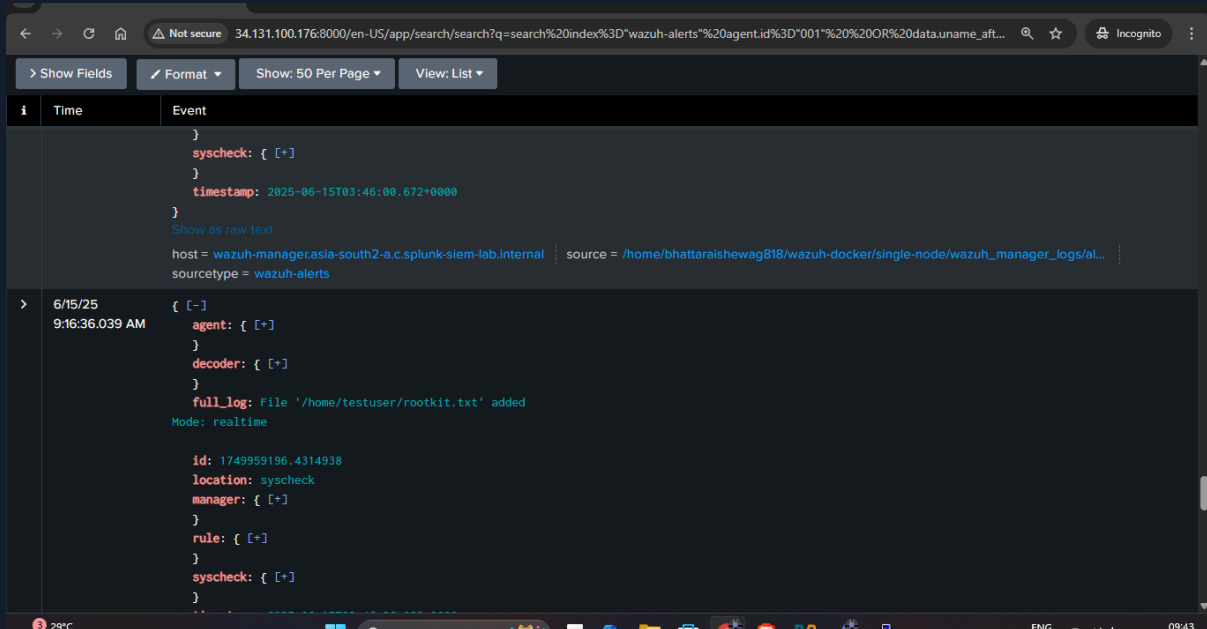 Not secure 34.131.100.176:8000/en-US/app/search/search?q=search%20index%3D"wazuh-alerts"%20agent.id%3D"001"%20%20OR%20data.uname_aft... Incognito
Show Fields Format Show: 50 Per Page View: List
i Time Event
}
syscheck: { [+]
}
timestamp: 2025-06-15T03:46:00.672+0000
}
Show as raw text
host = wazuh-manager.asia-south2-a.c.splunk-siem-lab.internal source = /home/bhattaraishewag818/wazuh-docker/single-node/wazuh_manager_logs/al...
sourcetype = wazuh-alerts
6/15/25 { [-]
9:16:36.039 AM agent: { [+]
}
decoder: { [+]
}
full_log: File '/home/testuser/rootkit.txt' added
Mode: realtime
id: 1749959196.4314938
location: syscheck
manager: { [+]
}
rule: { [+]
}
syscheck: { [+]
}
3 29°C ENG 09:43